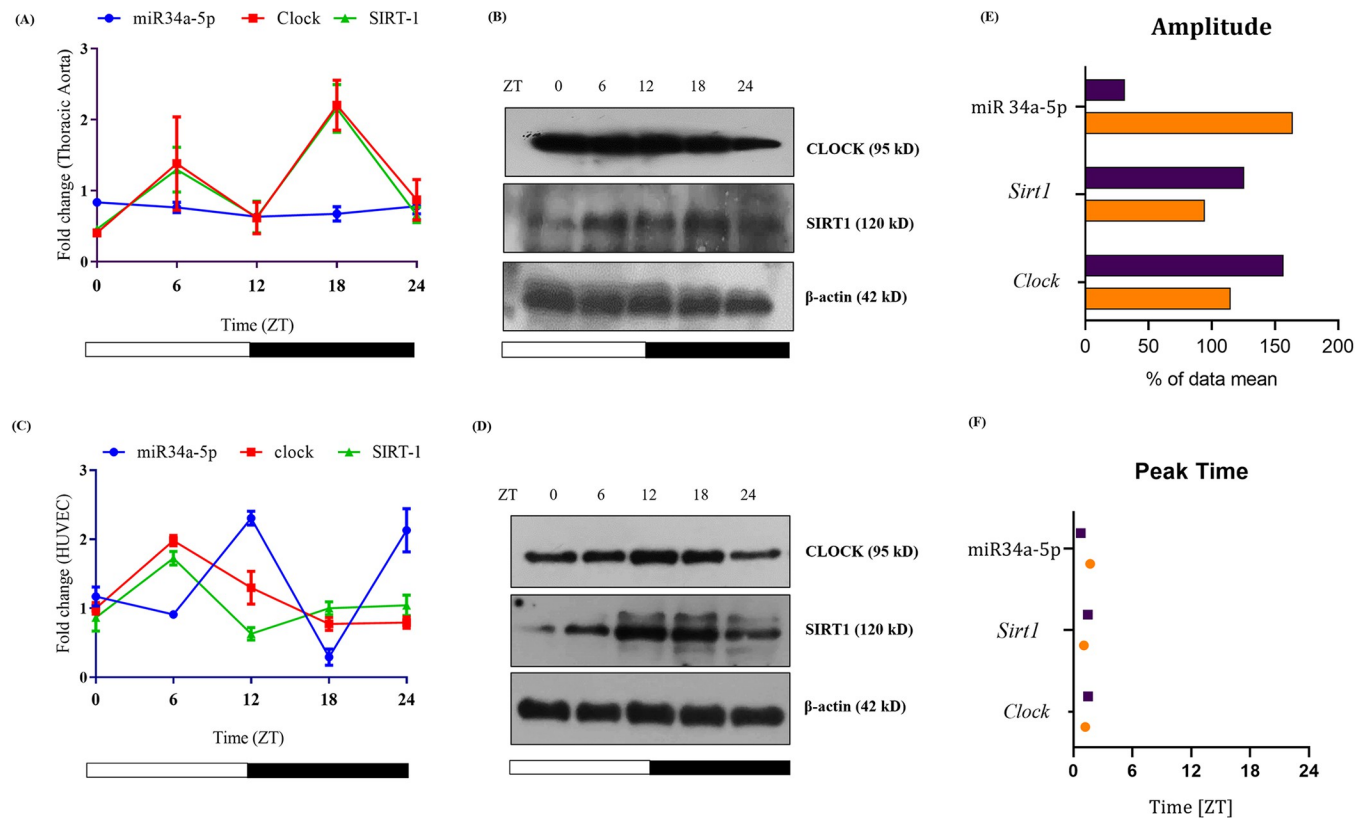 (A)
miR34a-5p Clock SIRT-1
Fold change (Thoracic Aorta)
3
2
1
0
0 6 12 18 24
Time (ZT)
(B)
ZT 0 6 12 18 24
CLOCK (95 kD)
SIRT1 (120 kD)
β-actin (42 kD)
(E)
Amplitude
miR 34a-5p
Sirt1
Clock
0 50 100 150 200
% of data mean
(C)
miR34a-5p clock SIRT-1
Fold change (HUVEC)
3
2
1
0
0 6 12 18 24
Time (ZT)
(D)
ZT 0 6 12 18 24
CLOCK (95 kD)
SIRT1 (120 kD)
β-actin (42 kD)
(F)
Peak Time
miR34a-5p
Sirt1
Clock
0 6 12 18 24
Time [ZT]